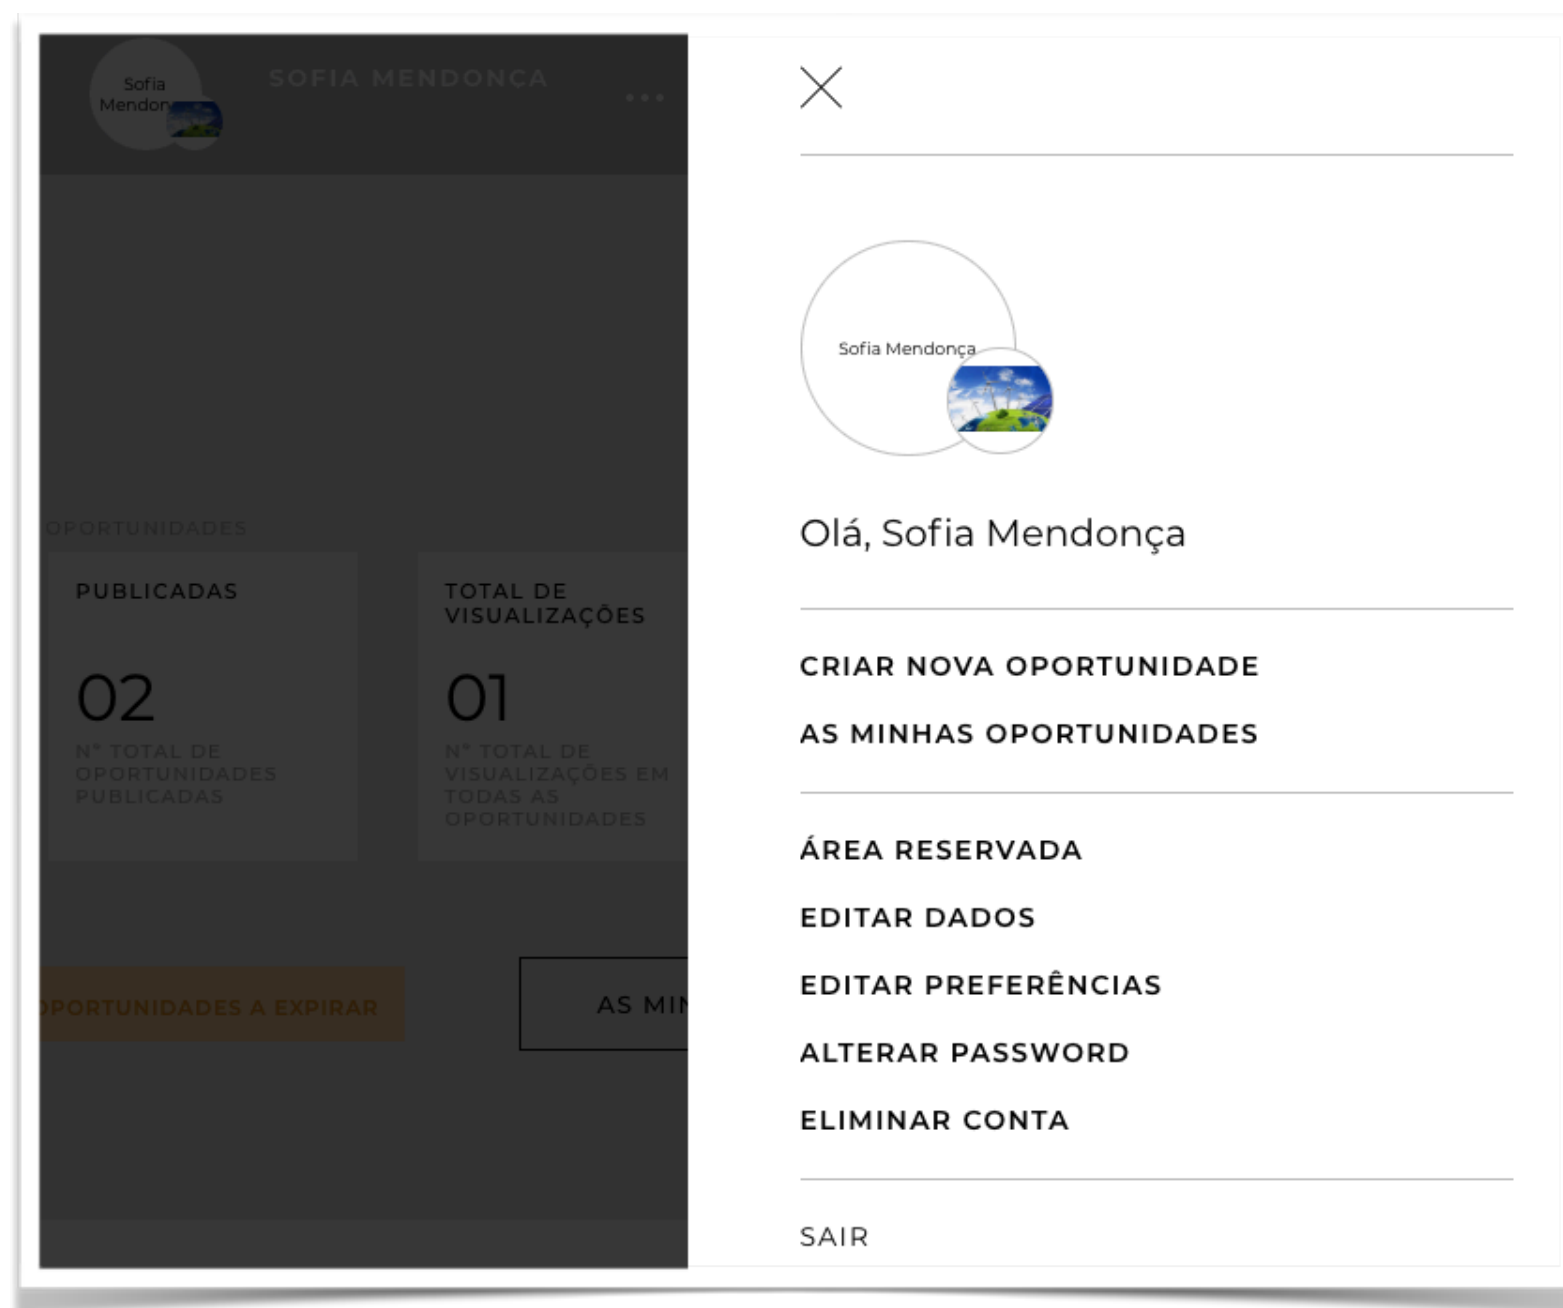 Sofia
Mendon
SOFIA MENDONÇA
OPORTUNIDADES
PUBLICADAS
02
Nº TOTAL DE
OPORTUNIDADES
PUBLICADAS
TOTAL DE
VISUALIZAÇÕES
01
Nº TOTAL DE
VISUALIZAÇÕES EM
TODAS AS
OPORTUNIDADES
OPORTUNIDADES A EXPIRAR
AS MIN
Sofia Mendonça
Olá, Sofia Mendonça
CRIAR NOVA OPORTUNIDADE
AS MINHAS OPORTUNIDADES
ÁREA RESERVADA
EDITAR DADOS
EDITAR PREFERÊNCIAS
ALTERAR PASSWORD
ELIMINAR CONTA
SAIR